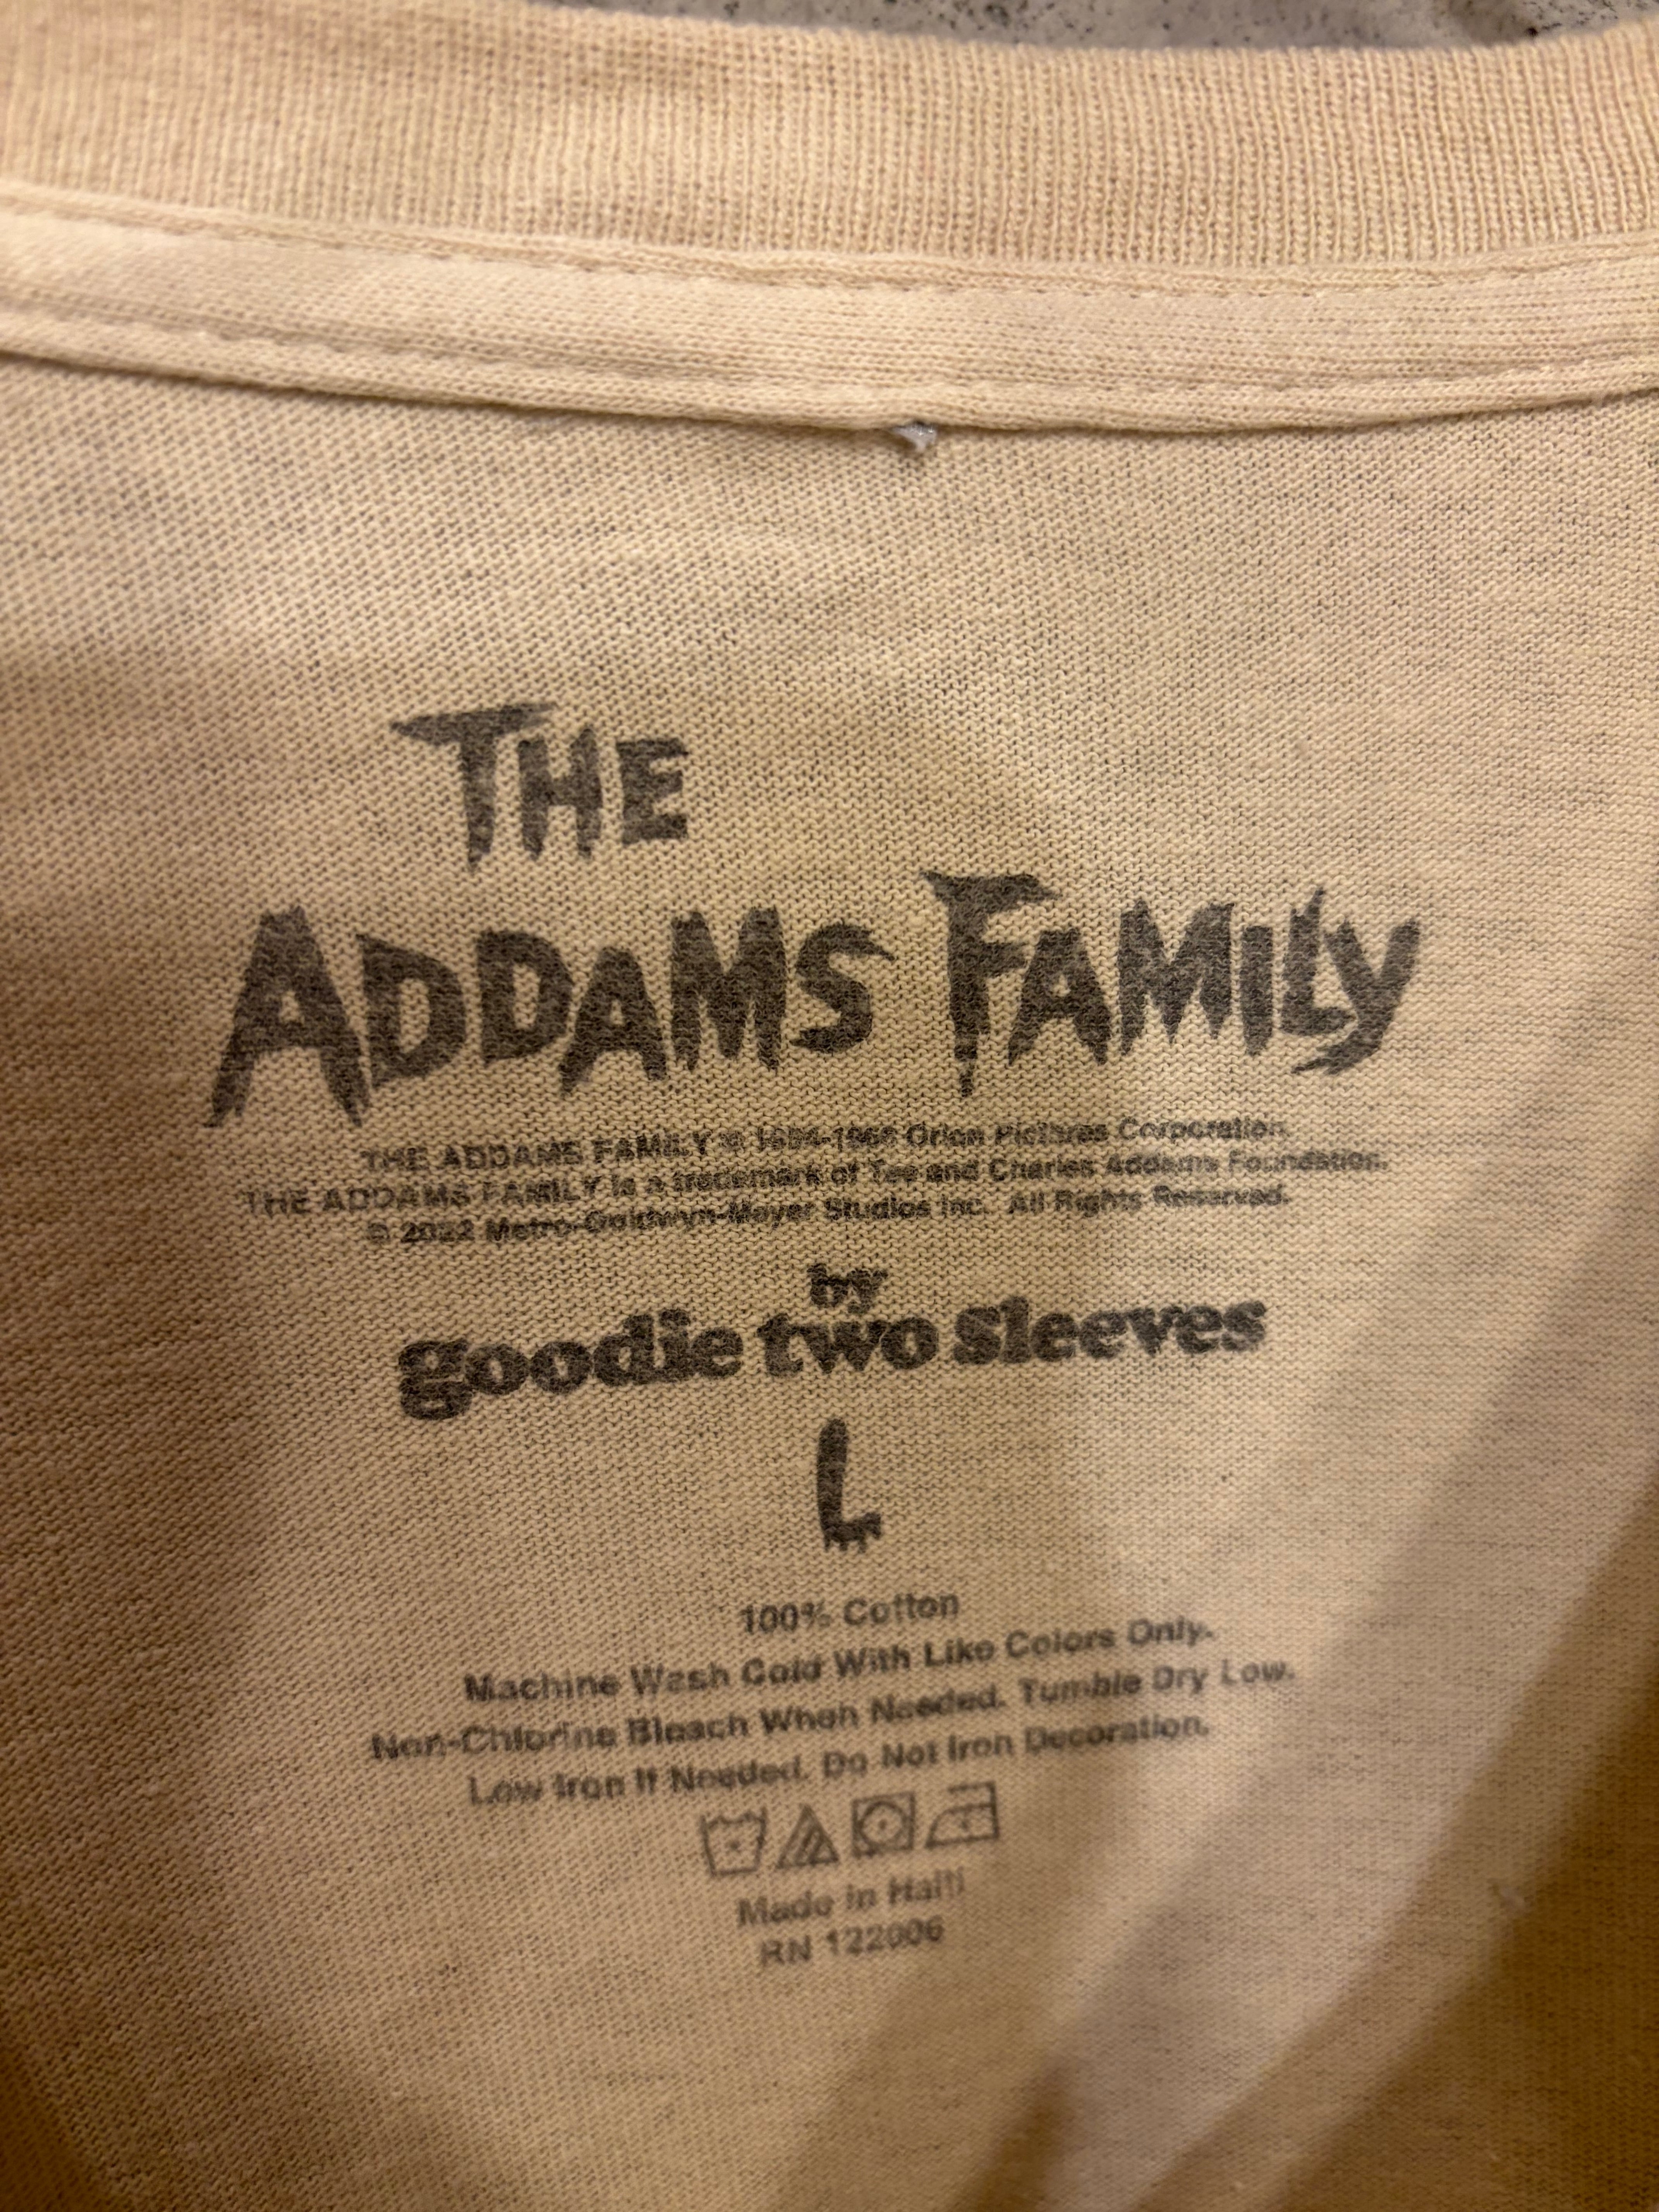 THE
ADDAMS FAMILY
THE ADDAMS FAMILY © 1964-1966 Orion Pictures Corporation.
THE ADDAMS FAMILY is a trademark of Tee and Charles Addams Foundation.
© 2022 Metro-Goldwyn-Mayer Studios Inc. All Rights Reserved.
by
goodie two sleeves
L
100% Cotton
Machine Wash Cold With Like Colors Only.
Non-Chlorine Bleach When Needed. Tumble Dry Low.
Low Iron If Needed. Do Not Iron Decoration.
Made in Haiti
RN 122006